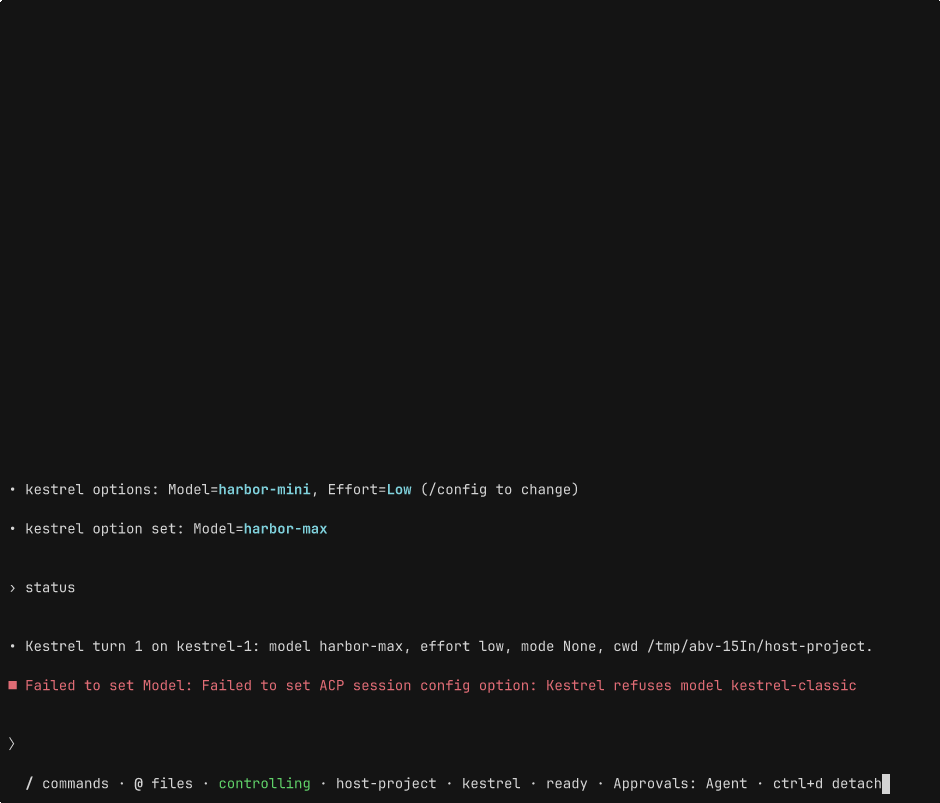 • kestrel options: Model=harbor-mini, Effort=Low (/config to change)
• kestrel option set: Model=harbor-max
› status
• Kestrel turn 1 on kestrel-1: model harbor-max, effort low, mode None, cwd /tmp/abv-15In/host-project.
■ Failed to set Model: Failed to set ACP session config option: Kestrel refuses model kestrel-classic
〉
/ commands · @ files · controlling · host-project · kestrel · ready · Approvals: Agent · ctrl+d detach